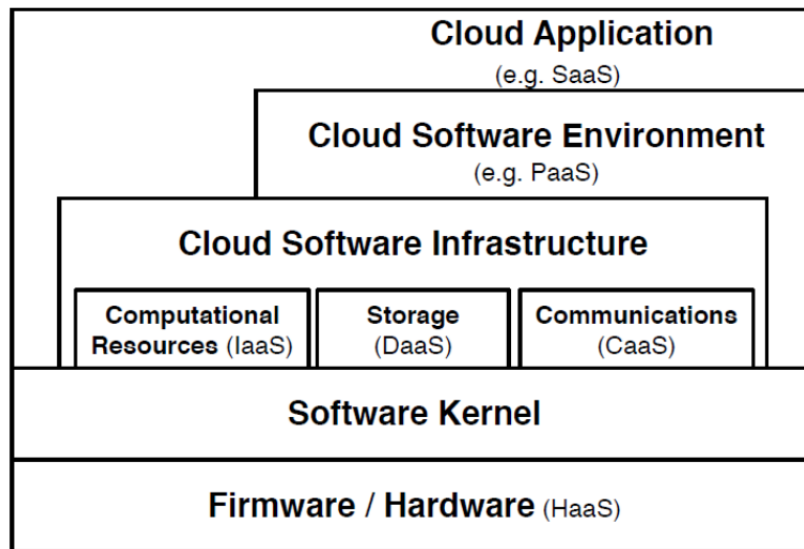 Cloud Application
(e.g. SaaS)
Cloud Software Environment
(e.g. PaaS)
Cloud Software Infrastructure
Computational
Resources (IaaS)
Storage
(DaaS)
Communications
(CaaS)
Software Kernel
Firmware / Hardware (HaaS)